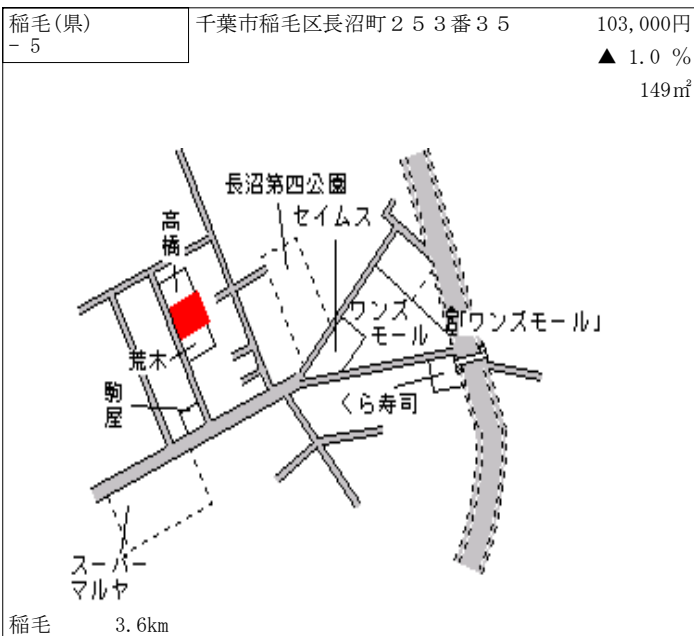 稲毛(県)
- 5
千葉市稲毛区長沼町２５３番３５
103,000円
▲ 1.0 %
149㎡
長沼第四公園
セイムス
高橋
ワンズモール
「ワンズモール」
荒木
駒屋
くら寿司
スーパーマルヤ
稲毛 3.6km